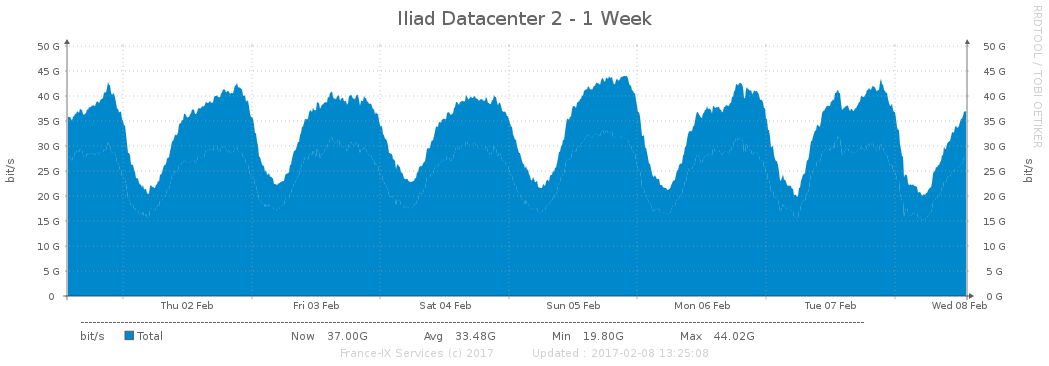 Iliad Datacenter 2 - 1 Week
RRDTOOL / TOBI OETIKER
50 G 50 G
45 G 45 G
40 G 40 G
35 G 35 G
30 G 30 G
25 G 25 G
20 G 20 G
15 G 15 G
10 G 10 G
5 G 5 G
0 0 G
bit/s bit/s
Thu 02 Feb Fri 03 Feb Sat 04 Feb Sun 05 Feb Mon 06 Feb Tue 07 Feb Wed 08 Feb
bit/s Total Now 37.00G Avg 33.48G Min 19.80G Max 44.02G
France-IX Services (c) 2017 Updated : 2017-02-08 13:25:08